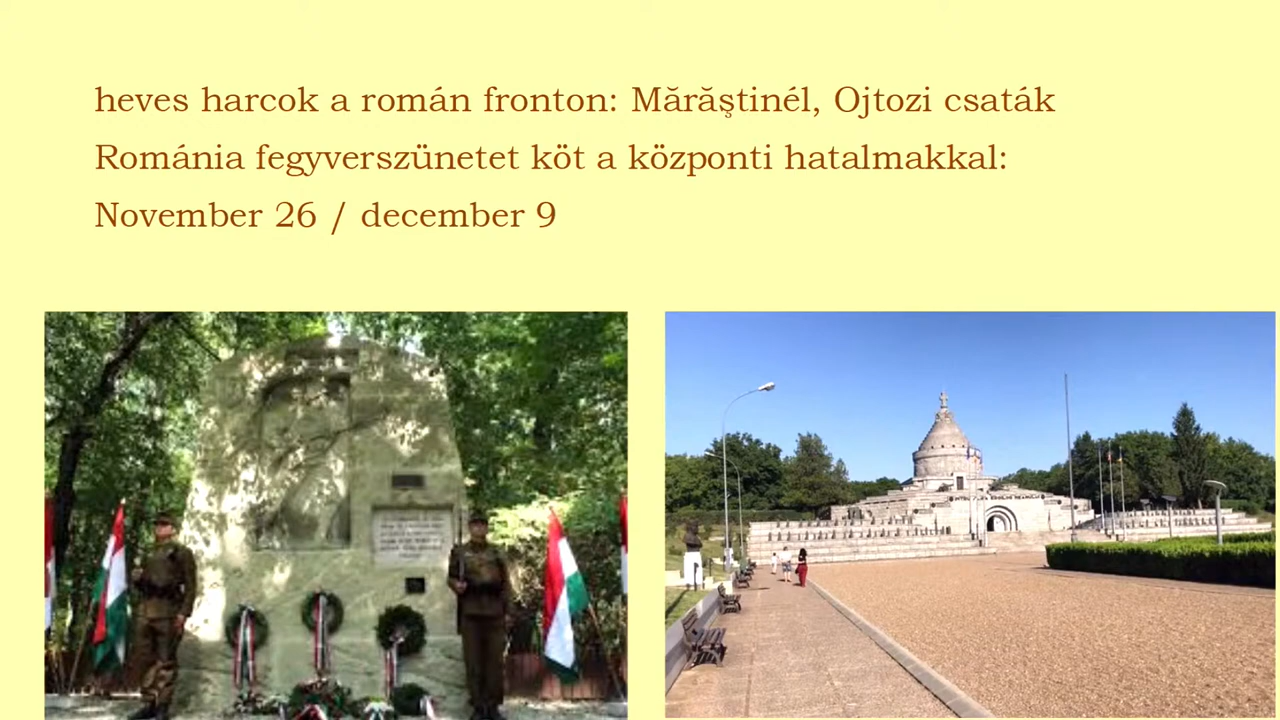 heves harcok a román fronton: Mărăştinél, Ojtozi csaták
Románia fegyverszünetet köt a központi hatalmakkal:
November 26 / december 9